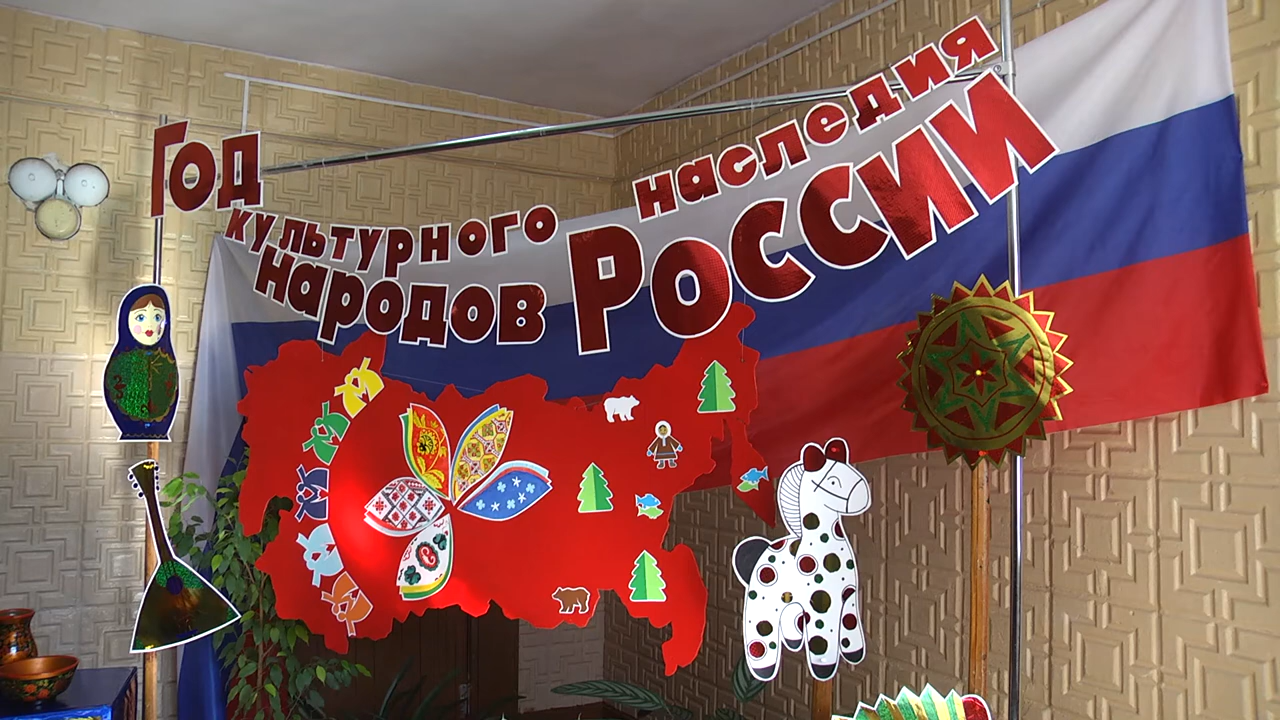 Год
культурного наследия
народов России